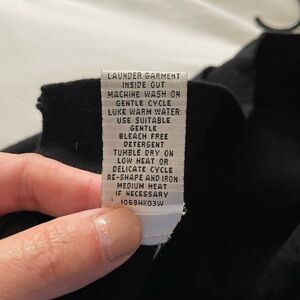 LAUNDER GARMENT
INSIDE OUT
MACHINE WASH ON
GENTLE CYCLE
LUKE WARM WATER
USE SUITABLE
GENTLE
BLEACH FREE
DETERGENT
TUMBLE DRY ON
LOW HEAT OR
DELICATE CYCLE
RE-SHAPE AND IRON
MEDIUM HEAT
IF NECESSARY
1069HK03W